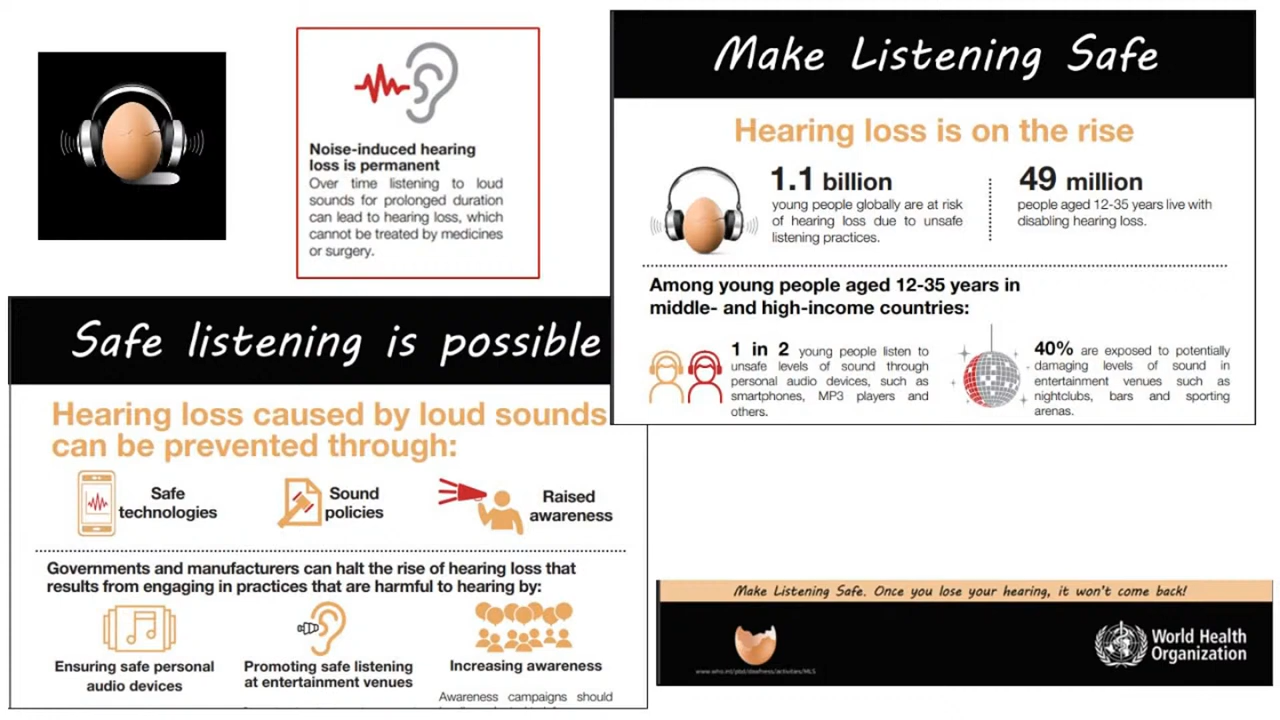 Noise-induced hearing
loss is permanent
Over time listening to loud
sounds for prolonged duration
can lead to hearing loss, which
cannot be treated by medicines
or surgery.
Make Listening Safe
Hearing loss is on the rise
1.1 billion
young people globally are at risk
of hearing loss due to unsafe
listening practices.
49 million
people aged 12-35 years live with
disabling hearing loss.
Among young people aged 12-35 years in
middle- and high-income countries:
1 in 2 young people listen to
unsafe levels of sound through
personal audio devices, such as
smartphones, MP3 players and
others.
40% are exposed to potentially
damaging levels of sound in
entertainment venues such as
nightclubs, bars and sporting
arenas.
Safe listening is possible
Hearing loss caused by loud sounds
can be prevented through:
Safe
technologies
Sound
policies
Raised
awareness
Governments and manufacturers can halt the rise of hearing loss that
results from engaging in practices that are harmful to hearing by:
Ensuring safe personal
audio devices
Promoting safe listening
at entertainment venues
Increasing awareness
Awareness campaigns should
Make Listening Safe. Once you lose your hearing, it won't come back!
www.who.int/pbd/deafness/activities/MLS
World Health
Organization